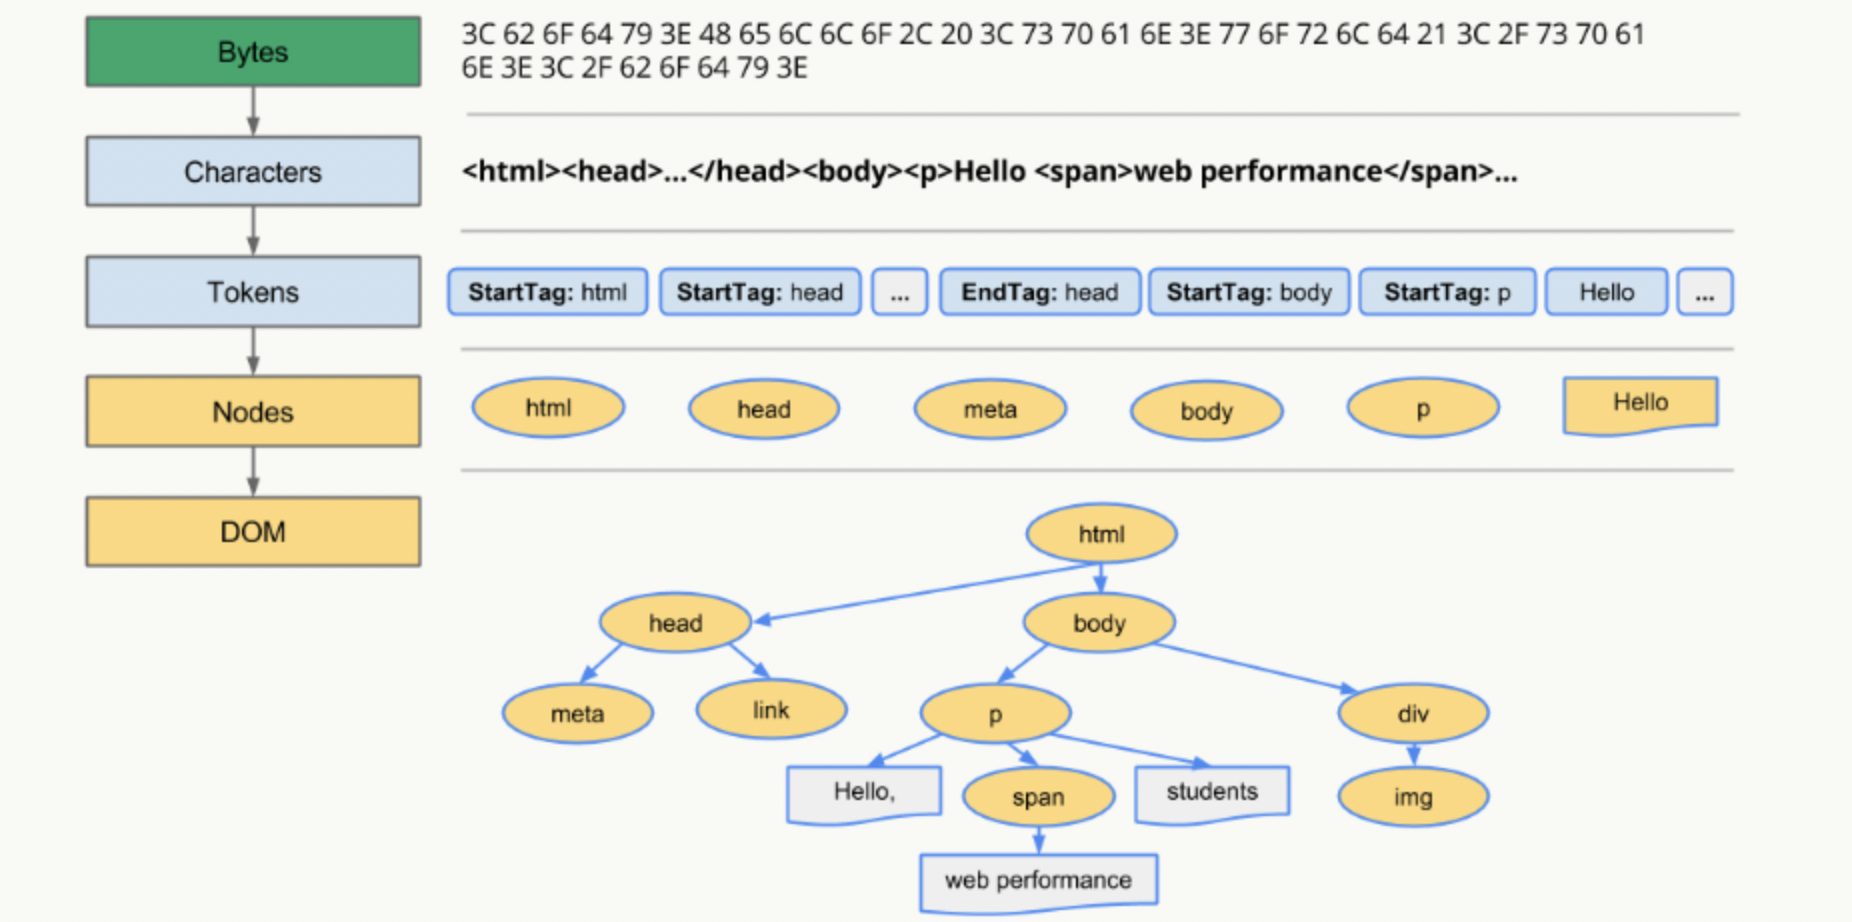 Bytes
3C 62 6F 64 79 3E 48 65 6C 6C 6F 2C 20 3C 73 70 61 6E 3E 77 6F 72 6C 64 21 3C 2F 73 70 61
6E 3E 3C 2F 62 6F 64 79 3E
Characters
<html><head>...</head><body><p>Hello <span>web performance</span>...
Tokens
StartTag: html
StartTag: head
...
EndTag: head
StartTag: body
StartTag: p
Hello
...
Nodes
html
head
meta
body
p
Hello
DOM
html
head
body
meta
link
p
div
Hello,
span
students
img
web performance